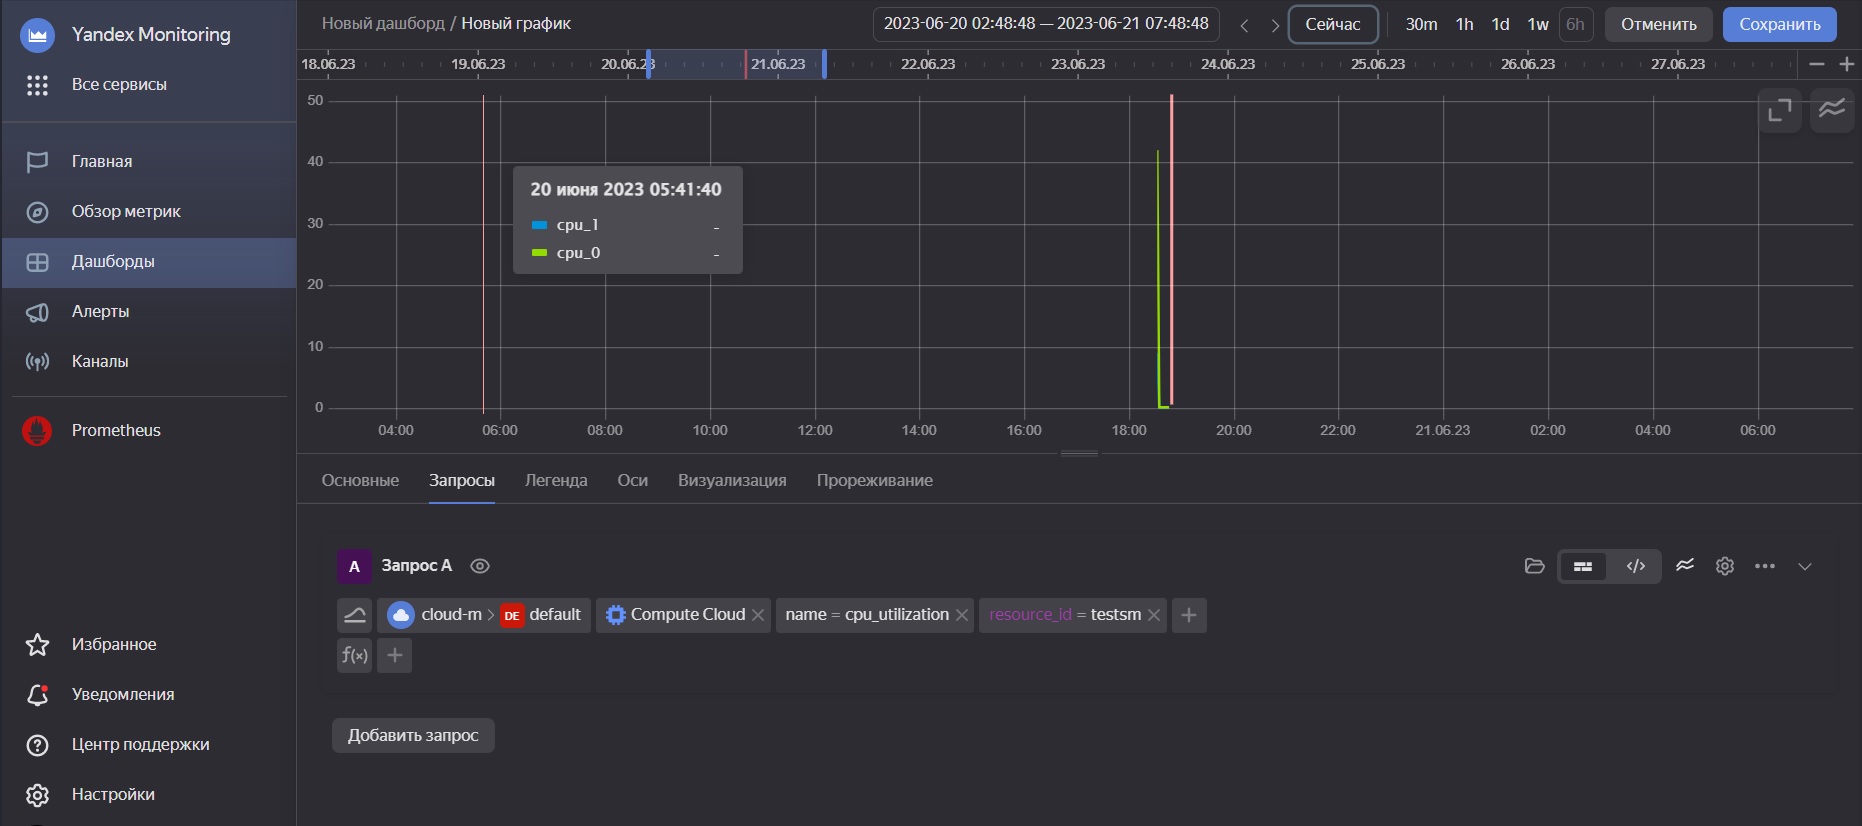 Yandex Monitoring
Все сервисы
Главная
Обзор метрик
Дашборды
Алерты
Каналы
Prometheus
Избранное
Уведомления
Центр поддержки
Настройки
Новый дашборд / Новый график
2023-06-20 02:48:48 — 2023-06-21 07:48:48
Сейчас
30m 1h 1d 1w 6h
Отменить
Сохранить
18.06.23 19.06.23 20.06.23 21.06.23 22.06.23 23.06.23 24.06.23 25.06.23 26.06.23 27.06.23
50
40
30
20
10
0
20 июня 2023 05:41:40
cpu_1 -
cpu_0 -
04:00 06:00 08:00 10:00 12:00 14:00 16:00 18:00 20:00 22:00 21.06.23 02:00 04:00 06:00
Основные Запросы Легенда Оси Визуализация Прореживание
A Запрос A
cloud-m > DE default Compute Cloud name = cpu_utilization resource_id = testsm
f(x)
Добавить запрос